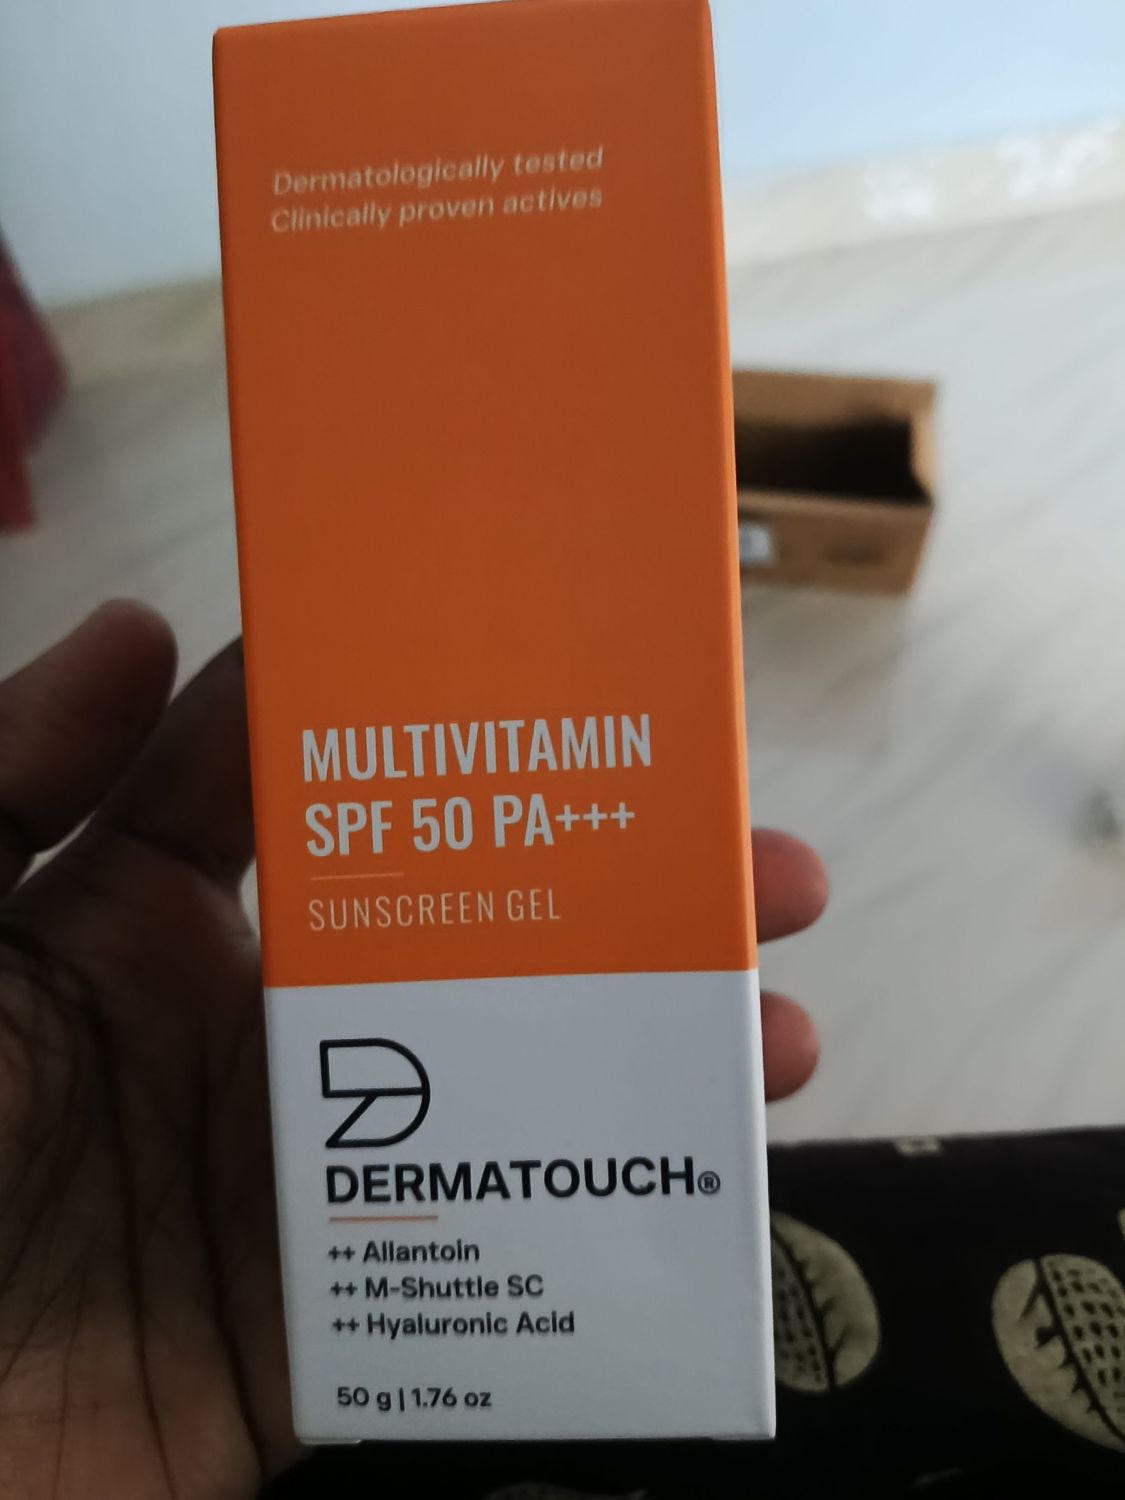 Dermatologically tested
Clinically proven actives
MULTIVITAMIN
SPF 50 PA+++
SUNSCREEN GEL
DERMATOUCH®
++ Allantoin
++ M-Shuttle SC
++ Hyaluronic Acid
50 g | 1.76 oz